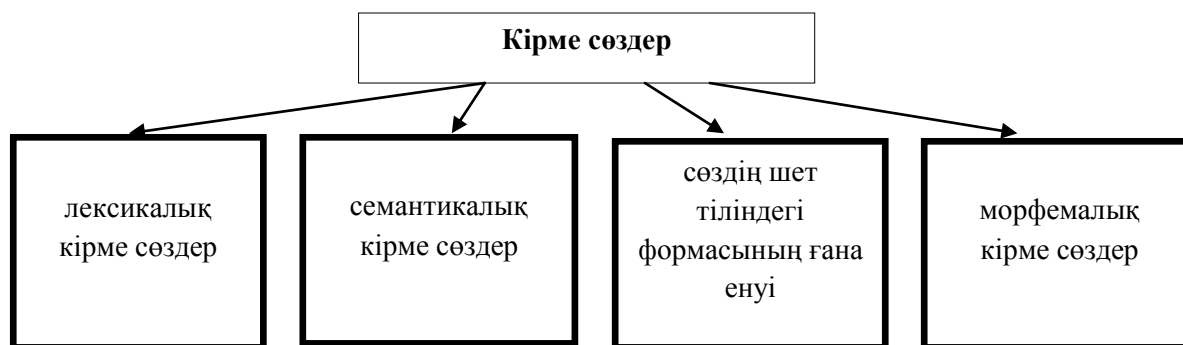 Кірме сөздер
лексикалық
кірме сөздер
семантикалық
кірме сөздер
сөздің шет
тіліндегі
формасының ғана
енуі
морфемалық
кірме сөздер